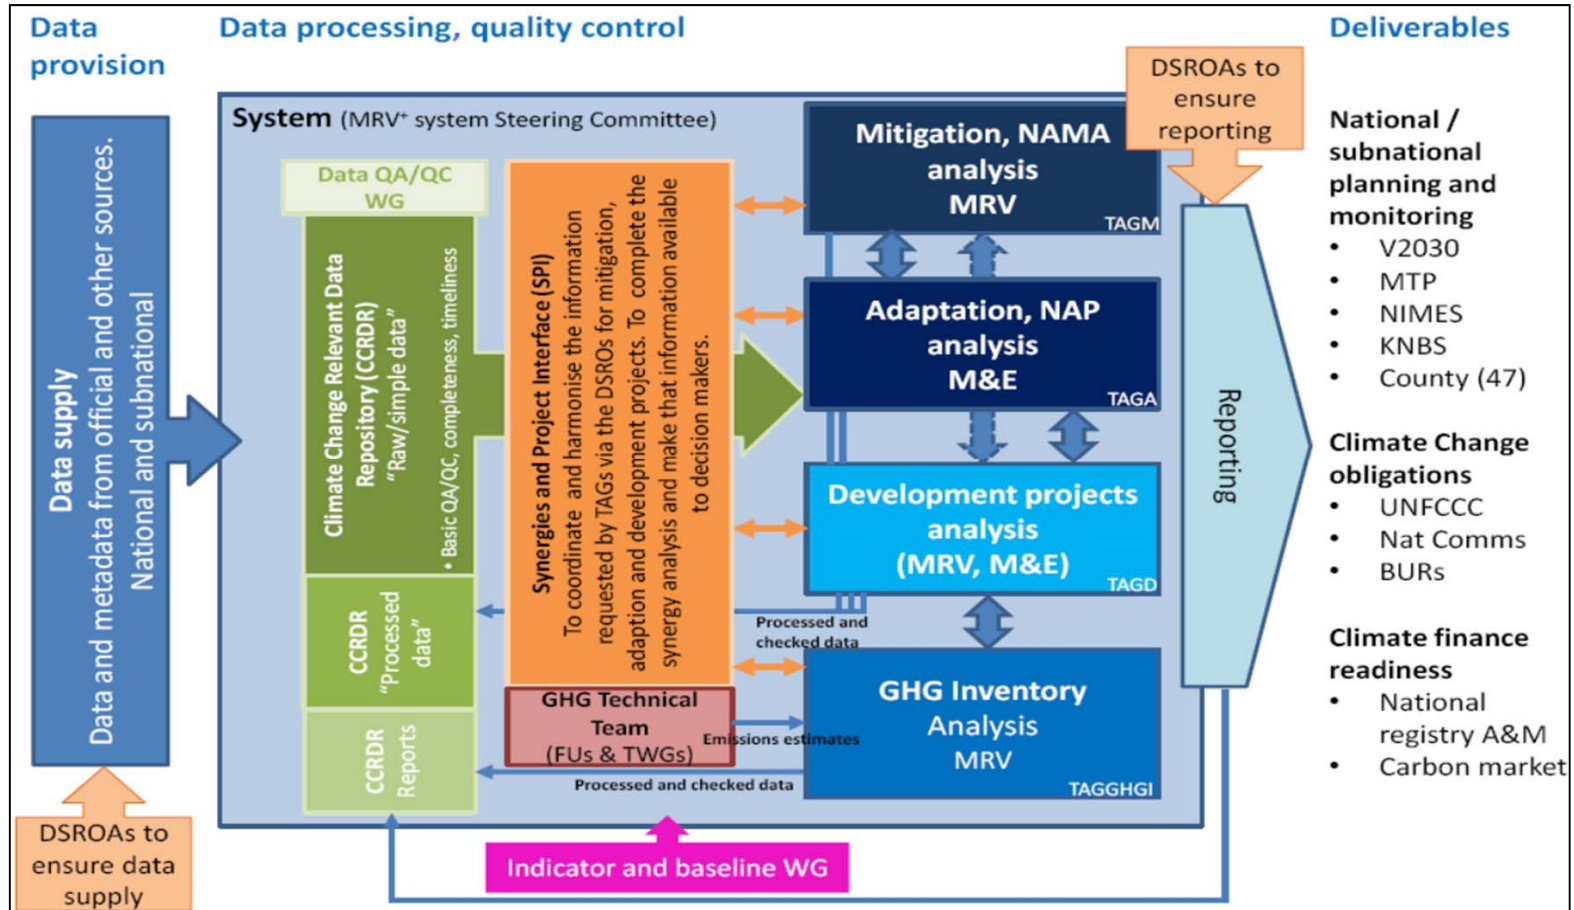 Data
provision
Data processing, quality control
Deliverables
Data supply
Data and metadata from official and other sources.
National and subnational
DSROAs to
ensure data
supply
System (MRV+ system Steering Committee)
Data QA/QC
WG
Climate Change Relevant Data
Repository (CCRDR)
"Raw/simple data"
• Basic QA/QC, completeness, timeliness
CCRDR
"Processed
data"
CCRDR
Reports
Synergies and Project Interface (SPI)
To coordinate and harmonise the information
requested by TAGs via the DSROs for mitigation,
adaption and development projects. To complete the
synergy analysis and make that information available
to decision makers.
GHG Technical
Team
(FUs & TWGs)
Mitigation, NAMA
analysis
MRV
TAGM
Adaptation, NAP
analysis
M&E
TAGA
Development projects
analysis
(MRV, M&E)
TAGD
Processed and
checked data
GHG Inventory
Analysis
MRV
TAGGHGI
Emissions estimates
Processed and checked data
Indicator and baseline WG
DSROAs to
ensure
reporting
Reporting
National /
subnational
planning and
monitoring
• V2030
• MTP
• NIMES
• KNBS
• County (47)
Climate Change
obligations
• UNFCCC
• Nat Comms
• BURs
Climate finance
readiness
• National
registry A&M
• Carbon market